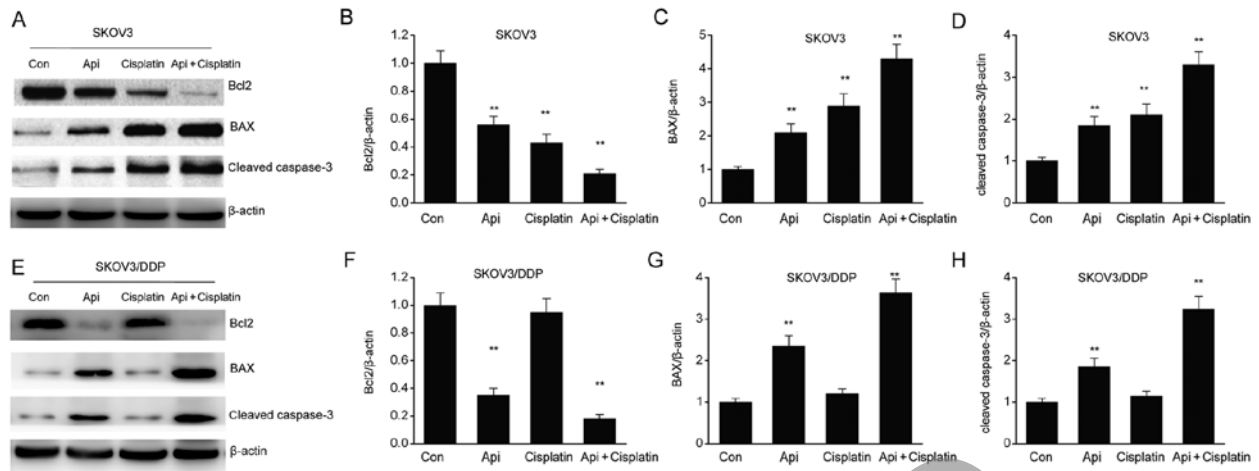 A
SKOV3
Con Api Cisplatin Api + Cisplatin
Bcl2
BAX
Cleaved caspase-3
β-actin
B
SKOV3
Bcl2/β-actin
1.2
1.0
0.8
0.6
0.4
0.2
0.0
** ** **
Con Api Cisplatin Api + Cisplatin
C
SKOV3
BAX/β-actin
5
4
3
2
1
0
** ** **
Con Api Cisplatin Api + Cisplatin
D
SKOV3
cleaved caspase-3/β-actin
4
3
2
1
0
** ** **
Con Api Cisplatin Api + Cisplatin
E
SKOV3/DDP
Con Api Cisplatin Api + Cisplatin
Bcl2
BAX
Cleaved caspase-3
β-actin
F
SKOV3/DDP
Bcl2/β-actin
1.2
1.0
0.8
0.6
0.4
0.2
0.0
** **
Con Api Cisplatin Api + Cisplatin
G
SKOV3/DDP
BAX/β-actin
4
3
2
1
0
** **
Con Api Cisplatin Api + Cisplatin
H
SKOV3/DDP
cleaved caspase-3/β-actin
4
3
2
1
0
** **
Con Api Cisplatin Api + Cisplatin